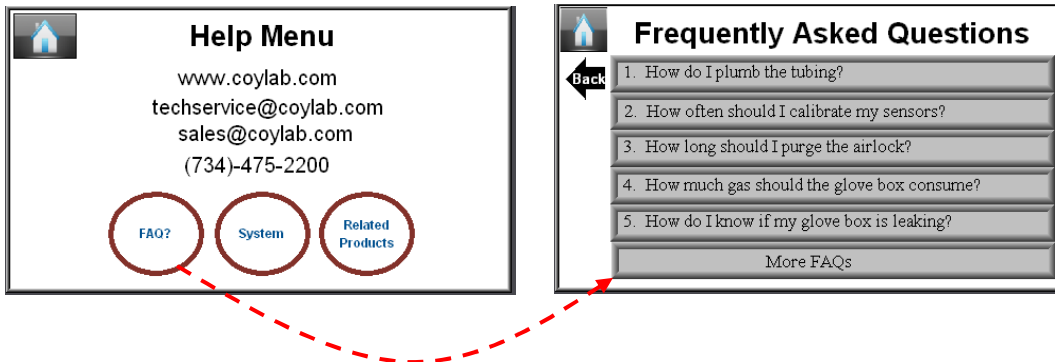 Help Menu
www.coylab.com
techservice@coylab.com
sales@coylab.com
(734)-475-2200
FAQ?
System
Related
Products
Frequently Asked Questions
Back
1. How do I plumb the tubing?
2. How often should I calibrate my sensors?
3. How long should I purge the airlock?
4. How much gas should the glove box consume?
5. How do I know if my glove box is leaking?
More FAQs